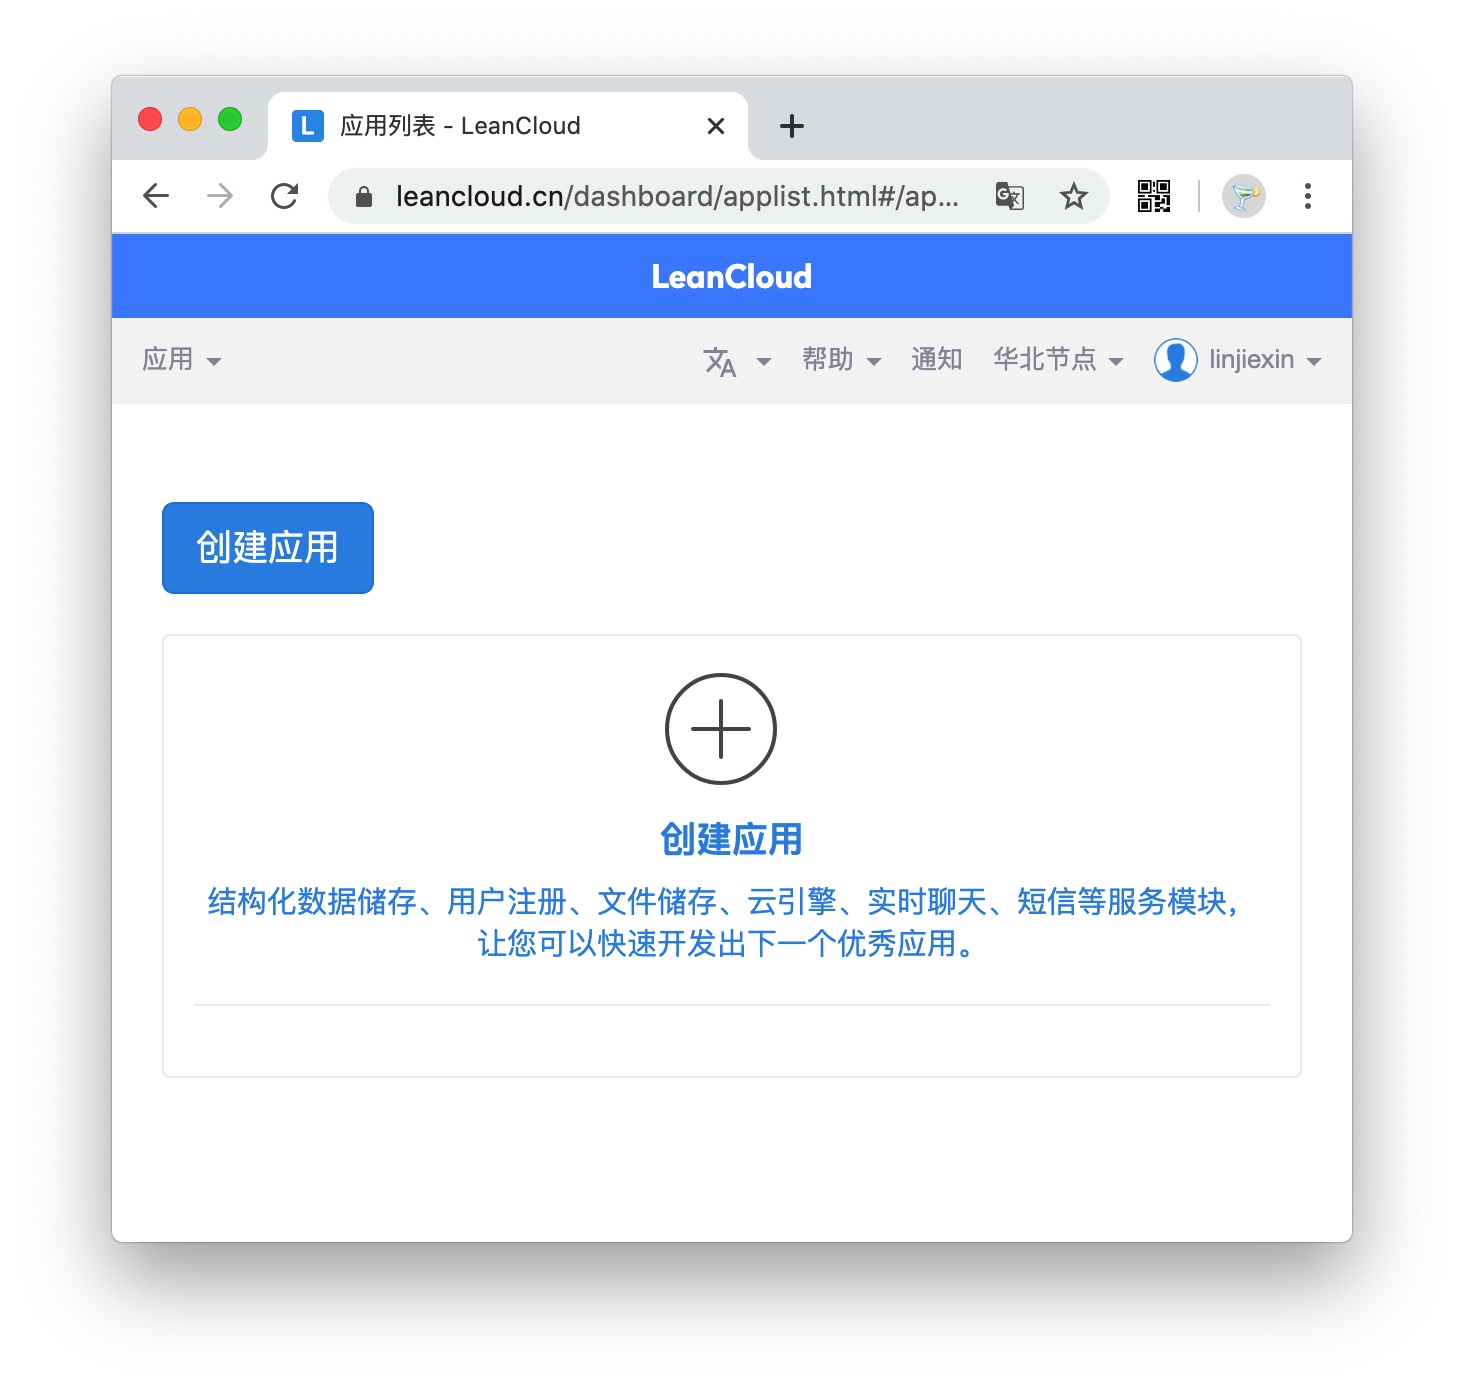 L 应用列表 - LeanCloud
leancloud.cn/dashboard/applist.html#/ap...
LeanCloud
应用 帮助 通知 华北节点 linjiexin
创建应用
创建应用
结构化数据储存、用户注册、文件储存、云引擎、实时聊天、短信等服务模块，
让您可以快速开发出下一个优秀应用。